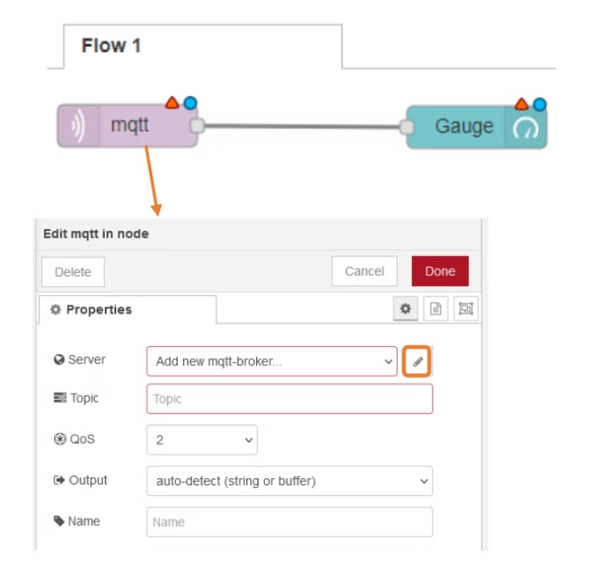 Flow 1
mqtt
Gauge
Edit mqtt in node
Delete
Cancel
Done
Properties
Server
Add new mqtt-broker...
Topic
Topic
QoS
2
Output
auto-detect (string or buffer)
Name
Name